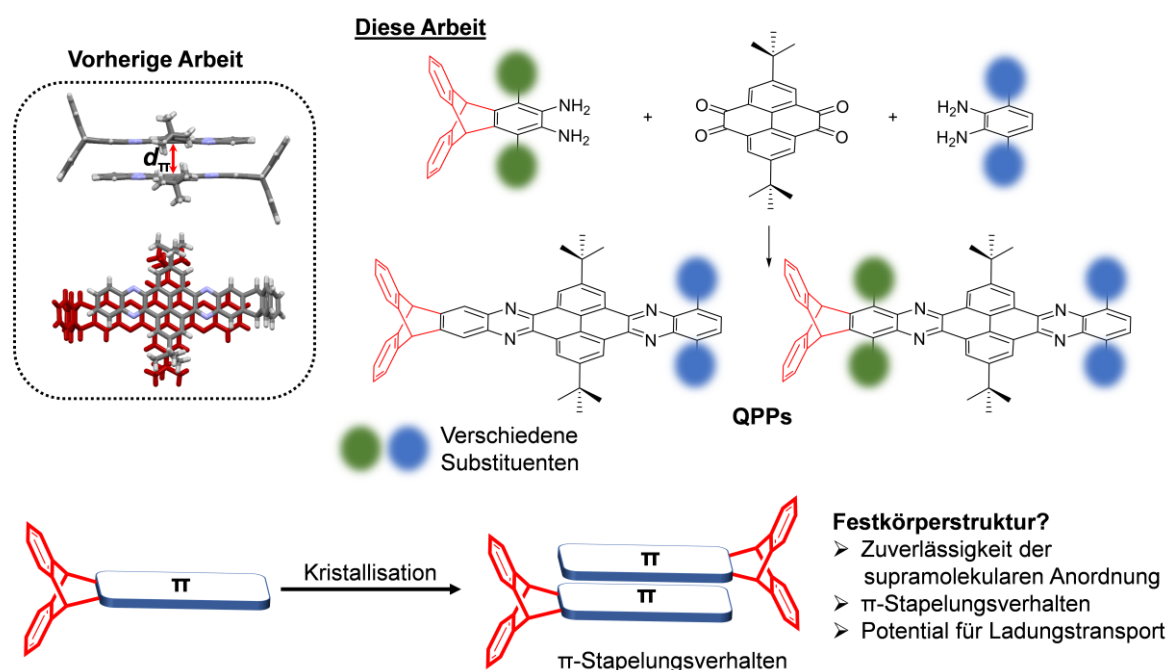 Diese Arbeit
Vorherige Arbeit
dπ
NH2
NH2
+
O
O
O
O
+
H2N
H2N
N
N
N
N
N
N
N
N
QPPs
Verschiedene
Substituenten
π
Kristallisation
π
π
π-Stapelungsverhalten
Festkörperstruktur?
➢ Zuverlässigkeit der
supramolekularen Anordnung
➢ π-Stapelungsverhalten
➢ Potential für Ladungstransport